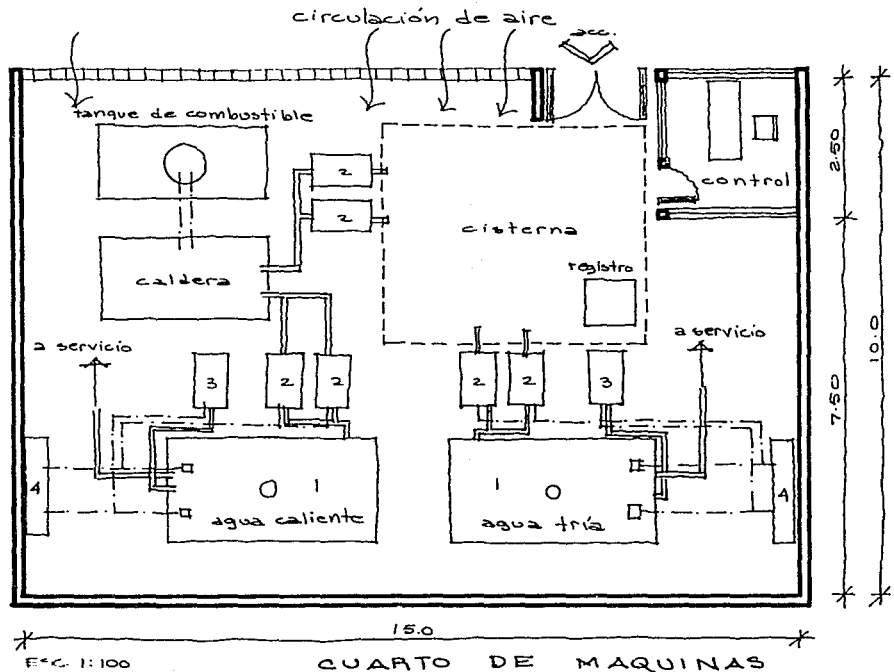 circulación de aire
acc.
tanque de combustible
2
2
cisterna
control
2.50
caldera
registro
a servicio
a servicio
10.0
3
2
2
2
2
3
7.50
4
1
agua caliente
1
agua fría
4
15.0
Esc. 1:100
CUARTO DE MAQUINAS